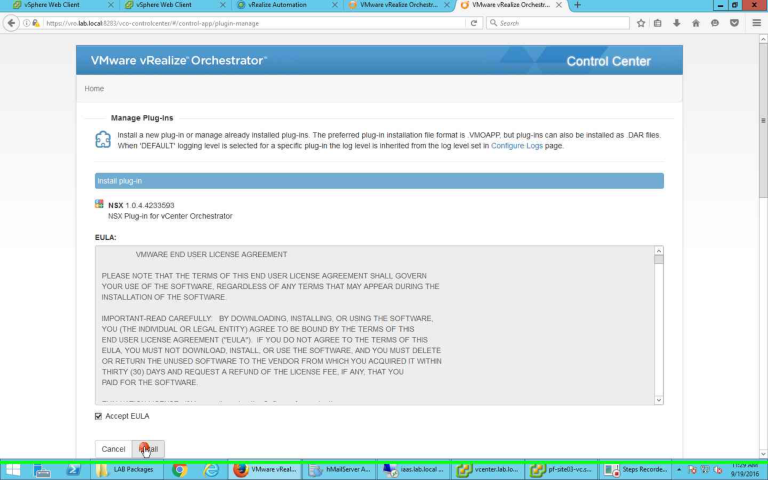 vSphere Web Client
vSphere Web Client
vRealize Automation
VMware vRealize Orchestr...
VMware vRealize Orchestr...
https://vro.lab.local:8283/vco-controlcenter/#/control-app/plugin-manage
Search
VMware vRealize™ Orchestrator™
Control Center
Home
Manage Plug-Ins
Install a new plug-in or manage already installed plug-ins. The preferred plug-in installation file format is .VMOAPP, but plug-ins can also be installed as .DAR files.
When 'DEFAULT' logging level is selected for a specific plug-in the log level is inherited from the log level set in Configure Logs page.
Install plug-in
NSX 1.0.4.4233593
NSX Plug-in for vCenter Orchestrator
EULA:
VMWARE END USER LICENSE AGREEMENT
PLEASE NOTE THAT THE TERMS OF THIS END USER LICENSE AGREEMENT SHALL GOVERN
YOUR USE OF THE SOFTWARE, REGARDLESS OF ANY TERMS THAT MAY APPEAR DURING THE
INSTALLATION OF THE SOFTWARE.
IMPORTANT-READ CAREFULLY: BY DOWNLOADING, INSTALLING, OR USING THE SOFTWARE,
YOU (THE INDIVIDUAL OR LEGAL ENTITY) AGREE TO BE BOUND BY THE TERMS OF THIS
END USER LICENSE AGREEMENT ("EULA"). IF YOU DO NOT AGREE TO THE TERMS OF THIS
EULA, YOU MUST NOT DOWNLOAD, INSTALL, OR USE THE SOFTWARE, AND YOU MUST DELETE
OR RETURN THE UNUSED SOFTWARE TO THE VENDOR FROM WHICH YOU ACQUIRED IT WITHIN
THIRTY (30) DAYS AND REQUEST A REFUND OF THE LICENSE FEE, IF ANY, THAT YOU
PAID FOR THE SOFTWARE.
Accept EULA
Cancel
Install
LAB Packages
VMware vReal...
hMailServer A...
iaas.lab.local ...
vcenter.lab.lo...
pf-site03-vc.s...
Steps Recorde...
11:29 AM
9/19/2016